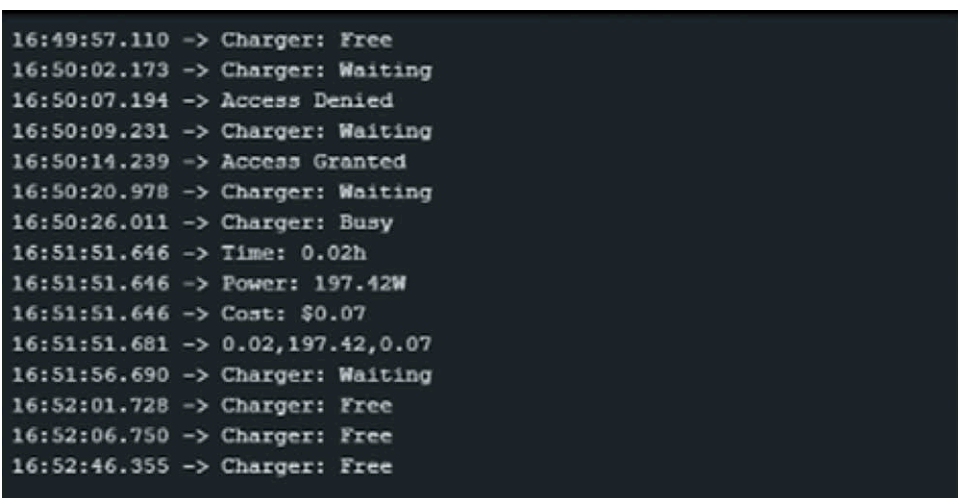 16:49:57.110 -> Charger: Free
16:50:02.173 -> Charger: Waiting
16:50:07.194 -> Access Denied
16:50:09.231 -> Charger: Waiting
16:50:14.239 -> Access Granted
16:50:20.978 -> Charger: Waiting
16:50:26.011 -> Charger: Busy
16:51:51.646 -> Time: 0.02h
16:51:51.646 -> Power: 197.42W
16:51:51.646 -> Cost: $0.07
16:51:51.681 -> 0.02,197.42,0.07
16:51:56.690 -> Charger: Waiting
16:52:01.728 -> Charger: Free
16:52:06.750 -> Charger: Free
16:52:46.355 -> Charger: Free